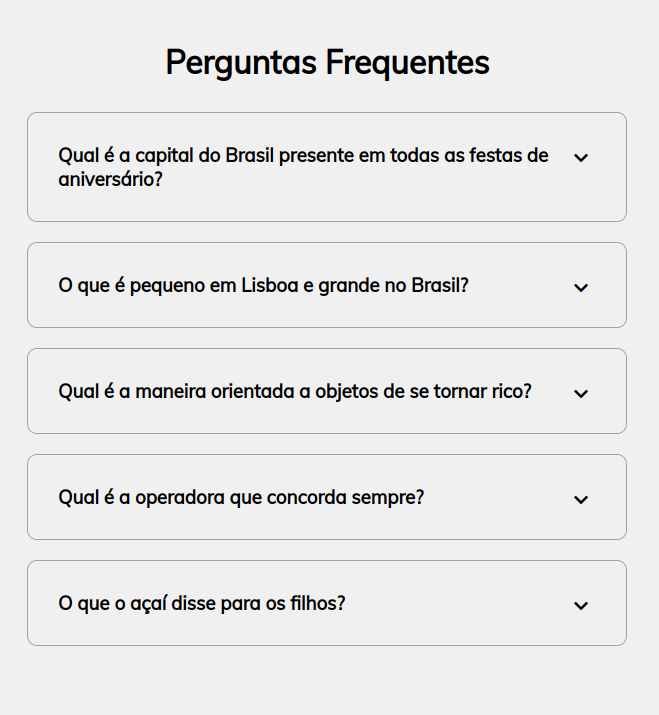 Perguntas Frequentes
Qual é a capital do Brasil presente em todas as festas de
aniversário?
O que é pequeno em Lisboa e grande no Brasil?
Qual é a maneira orientada a objetos de se tornar rico?
Qual é a operadora que concorda sempre?
O que o açaí disse para os filhos?